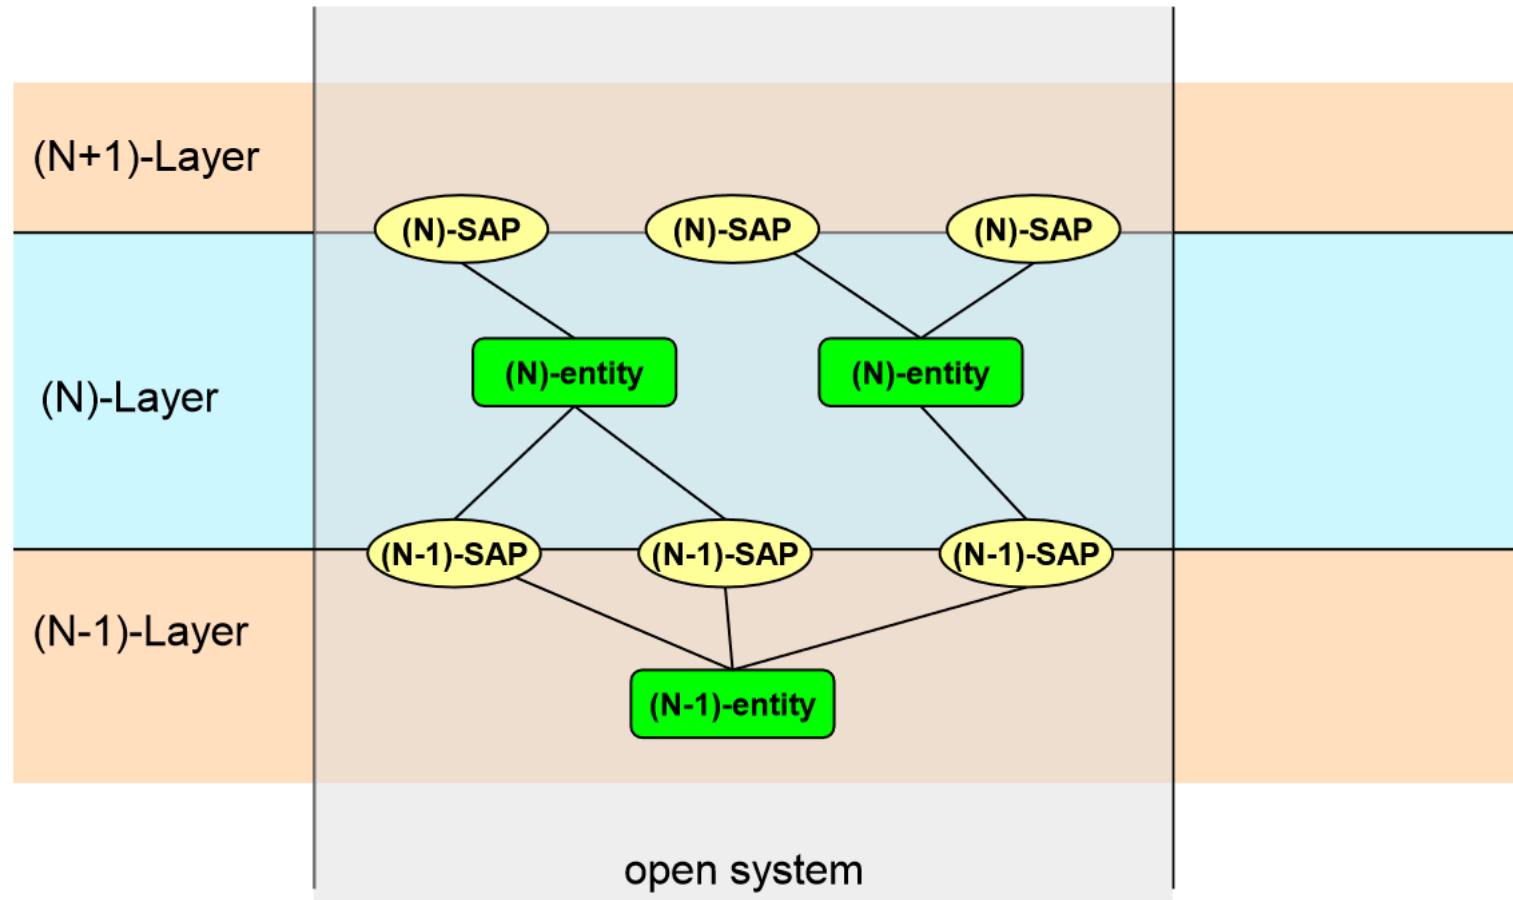 (N+1)-Layer
(N)-SAP
(N)-SAP
(N)-SAP
(N)-Layer
(N)-entity
(N)-entity
(N-1)-SAP
(N-1)-SAP
(N-1)-SAP
(N-1)-Layer
(N-1)-entity
open system